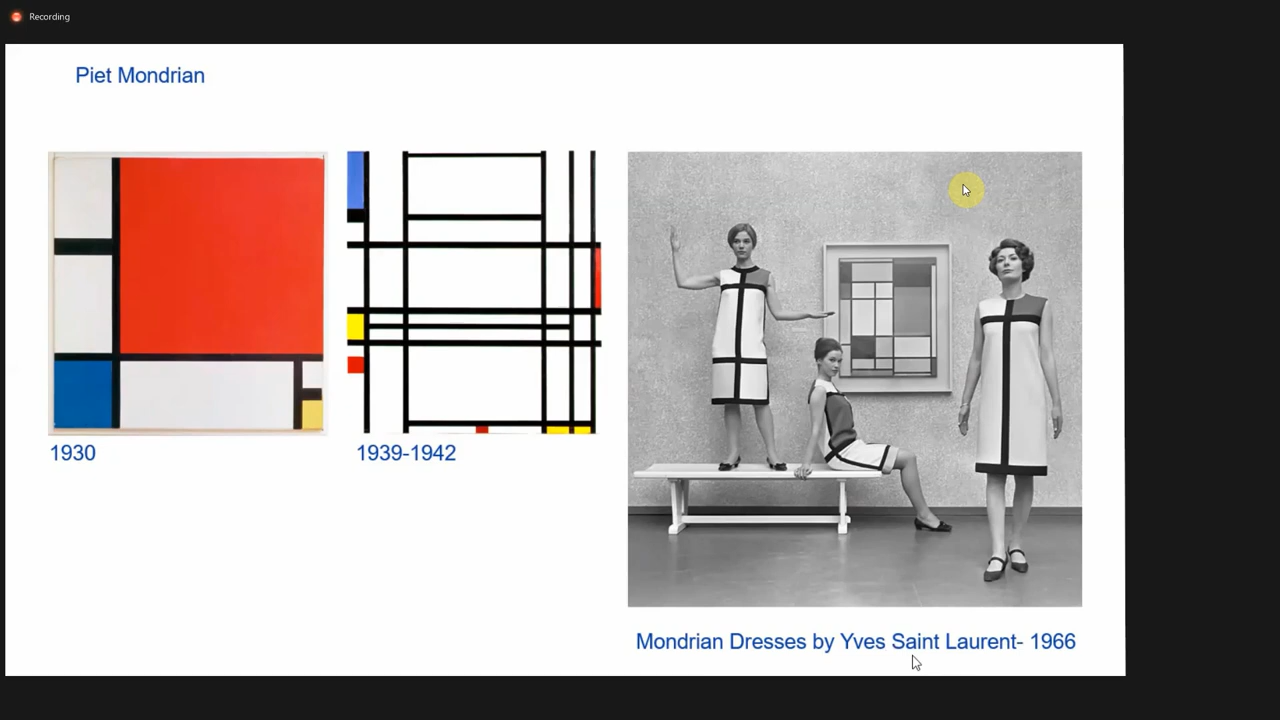 Recording
Piet Mondrian
1930
1939-1942
Mondrian Dresses by Yves Saint Laurent- 1966